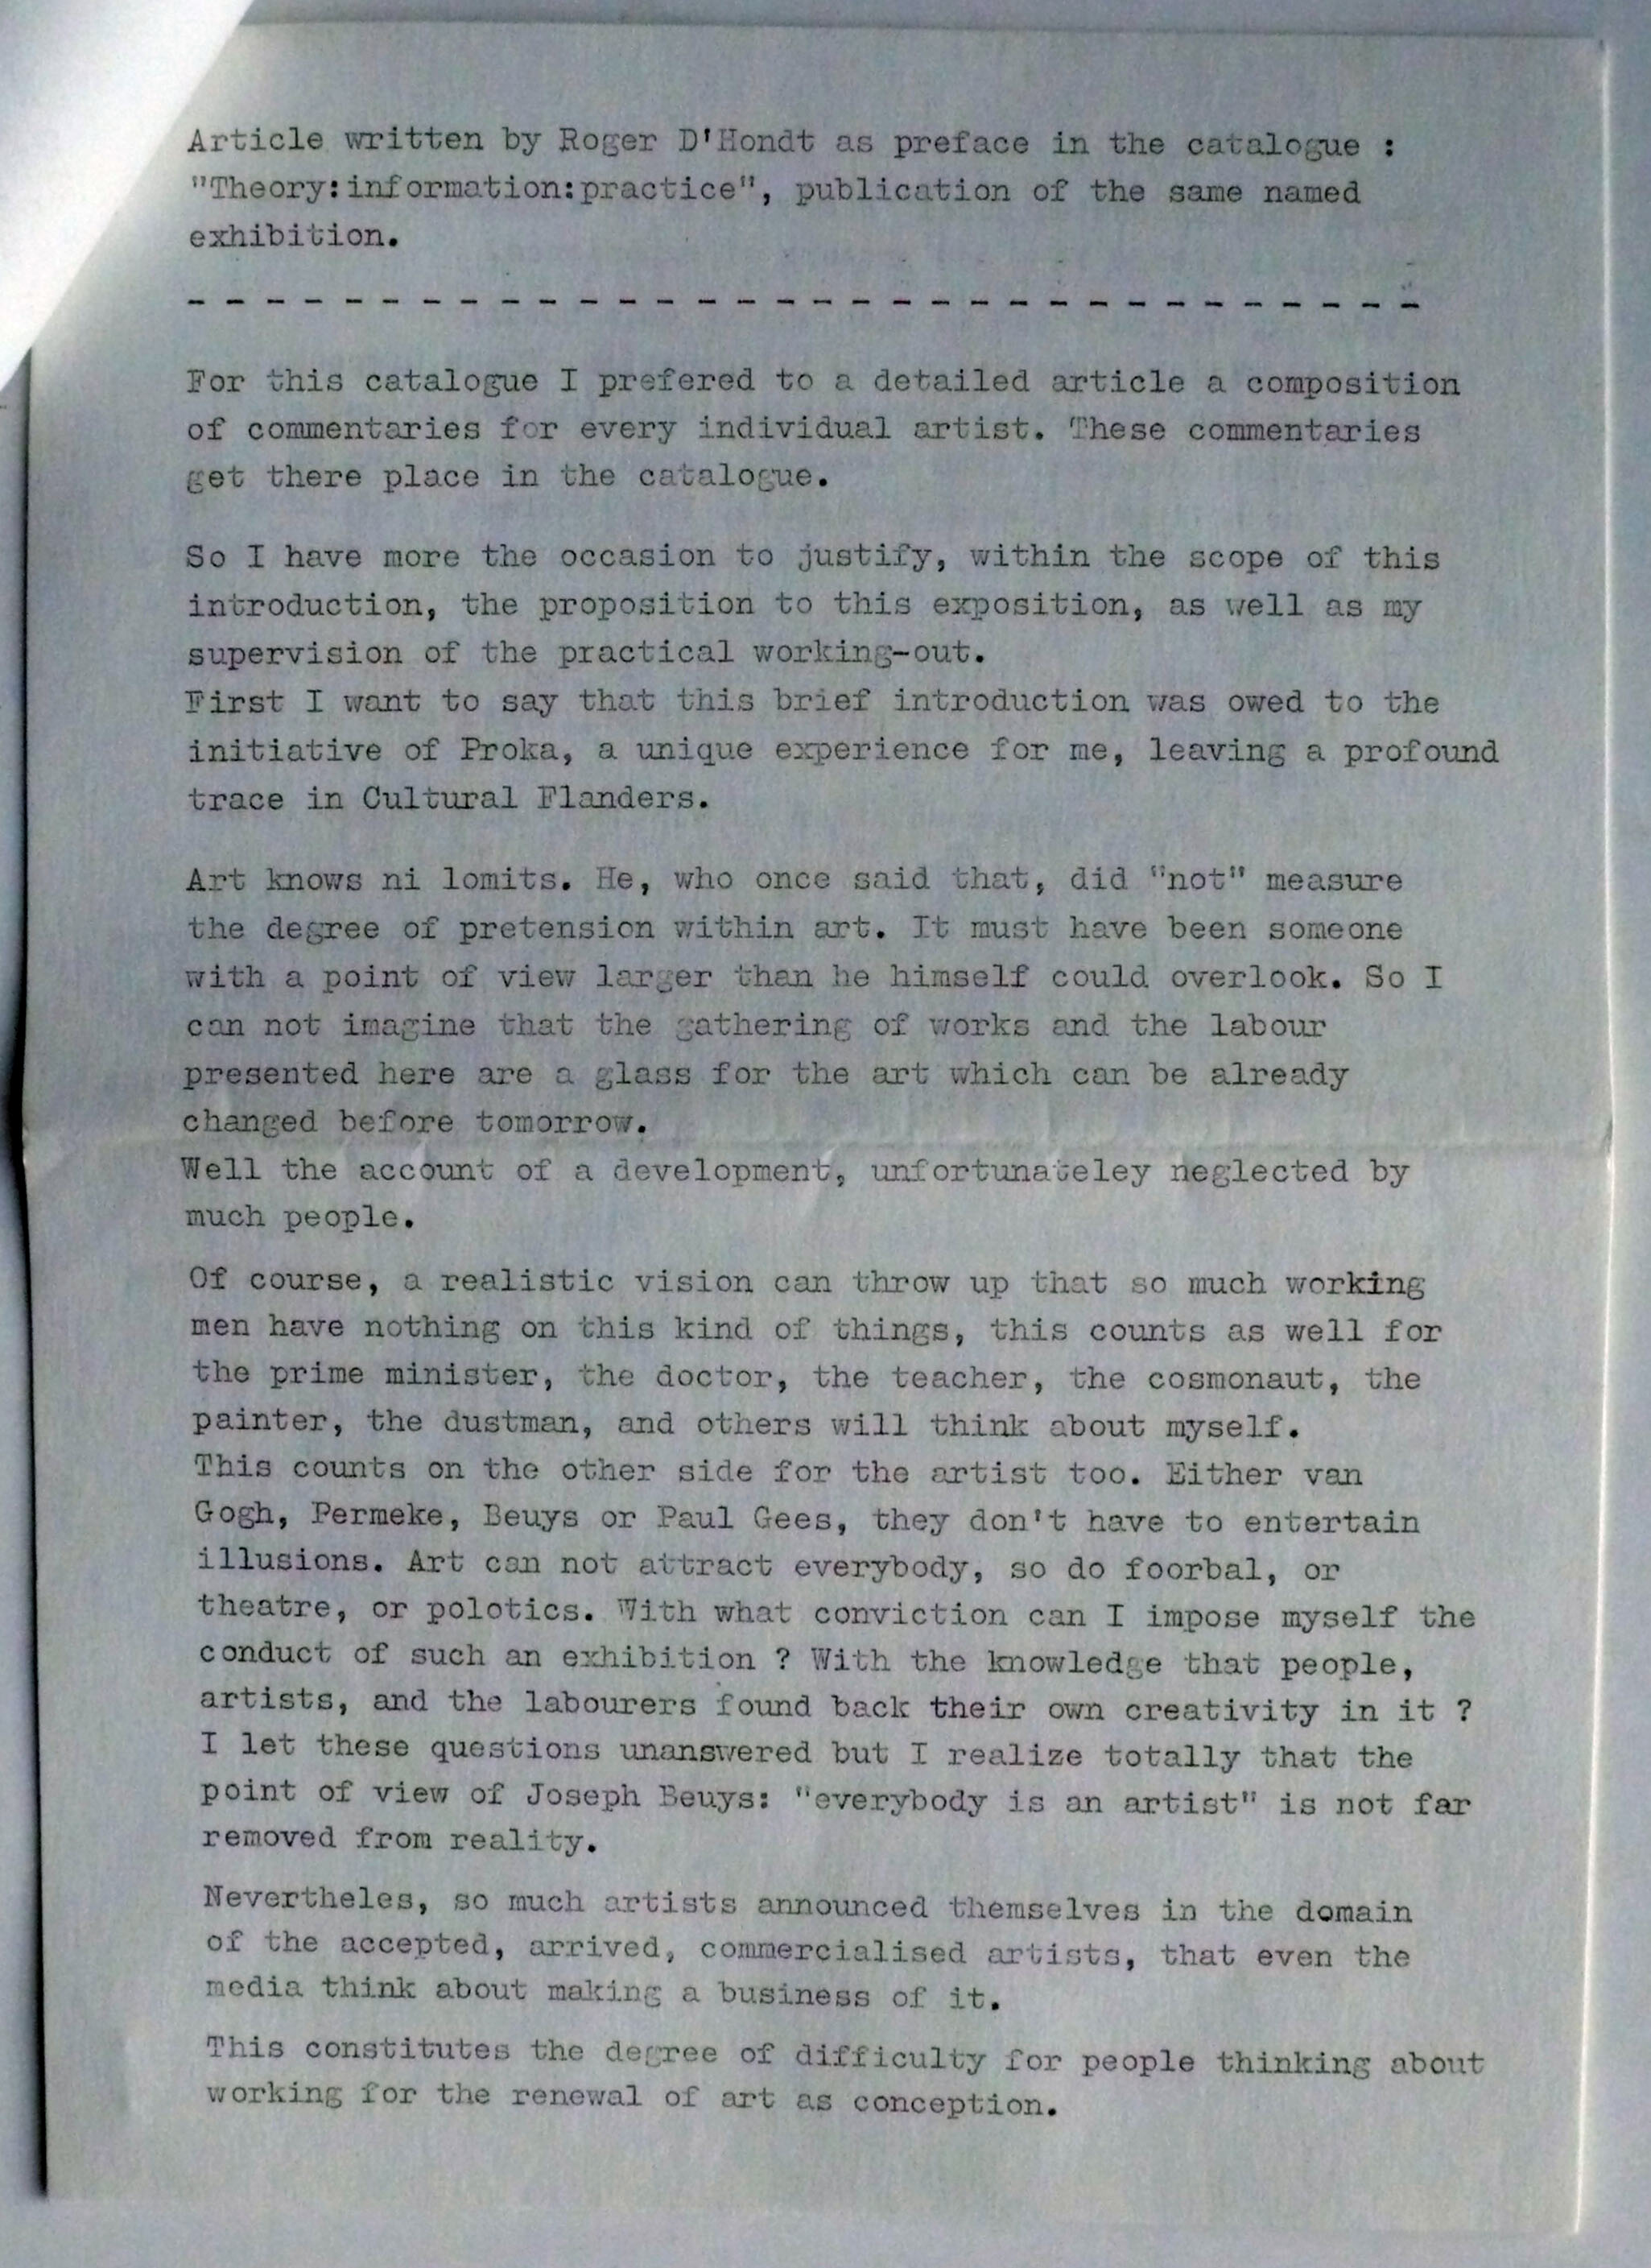 Article written by Roger D'Hondt as preface in the catalogue :
"Theory:information:practice", publication of the same named
exhibition.
- - - - - - - - - - - - - - - - - - - - - - - - - - - - - - - -
For this catalogue I prefered to a detailed article a composition
of commentaries for every individual artist. These commentaries
get there place in the catalogue.
So I have more the occasion to justify, within the scope of this
introduction, the proposition to this exposition, as well as my
supervision of the practical working-out.
First I want to say that this brief introduction was owed to the
initiative of Proka, a unique experience for me, leaving a profound
trace in Cultural Flanders.
Art knows ni lomits. He, who once said that, did "not" measure
the degree of pretension within art. It must have been someone
with a point of view larger than he himself could overlook. So I
can not imagine that the gathering of works and the labour
presented here are a glass for the art which can be already
changed before tomorrow.
Well the account of a development, unfortunateley neglected by
much people.
Of course, a realistic vision can throw up that so much working
men have nothing on this kind of things, this counts as well for
the prime minister, the doctor, the teacher, the cosmonaut, the
painter, the dustman, and others will think about myself.
This counts on the other side for the artist too. Either van
Gogh, Permeke, Beuys or Paul Gees, they don't have to entertain
illusions. Art can not attract everybody, so do foorbal, or
theatre, or polotics. With what conviction can I impose myself the
conduct of such an exhibition ? With the knowledge that people,
artists, and the labourers found back their own creativity in it ?
I let these questions unanswered but I realize totally that the
point of view of Joseph Beuys: "everybody is an artist" is not far
removed from reality.
Nevertheles, so much artists announced themselves in the domain
of the accepted, arrived, commercialised artists, that even the
media think about making a business of it.
This constitutes the degree of difficulty for people thinking about
working for the renewal of art as conception.